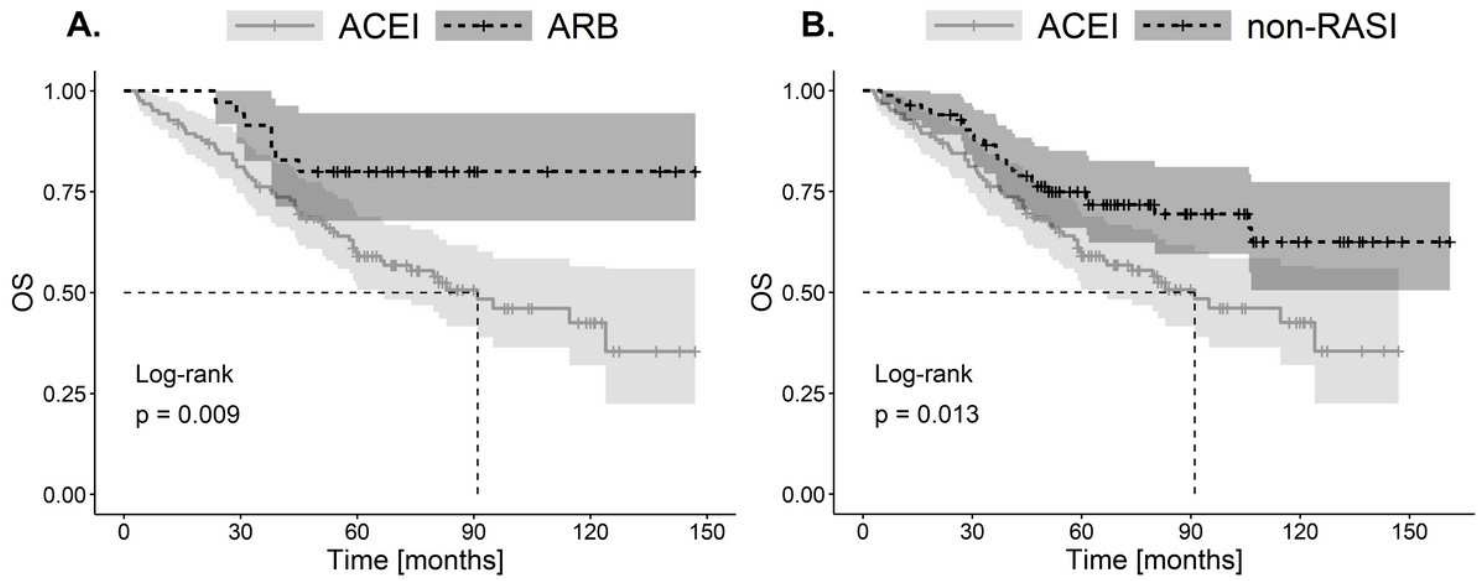 A.
ACEI
ARB
OS
1.00
0.75
0.50
0.25
0.00
Log-rank
p = 0.009
0 30 60 90 120 150
Time [months]
B.
ACEI
non-RASI
OS
1.00
0.75
0.50
0.25
0.00
Log-rank
p = 0.013
0 30 60 90 120 150
Time [months]